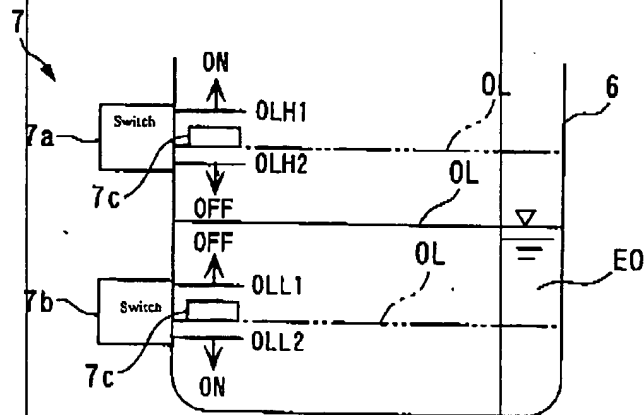 7
ON
OL
6
Switch
OLH1
7a
OLH2
7c
OFF
OL
OFF
OL
EO
7b
Switch
OLL1
OLL2
7c
ON